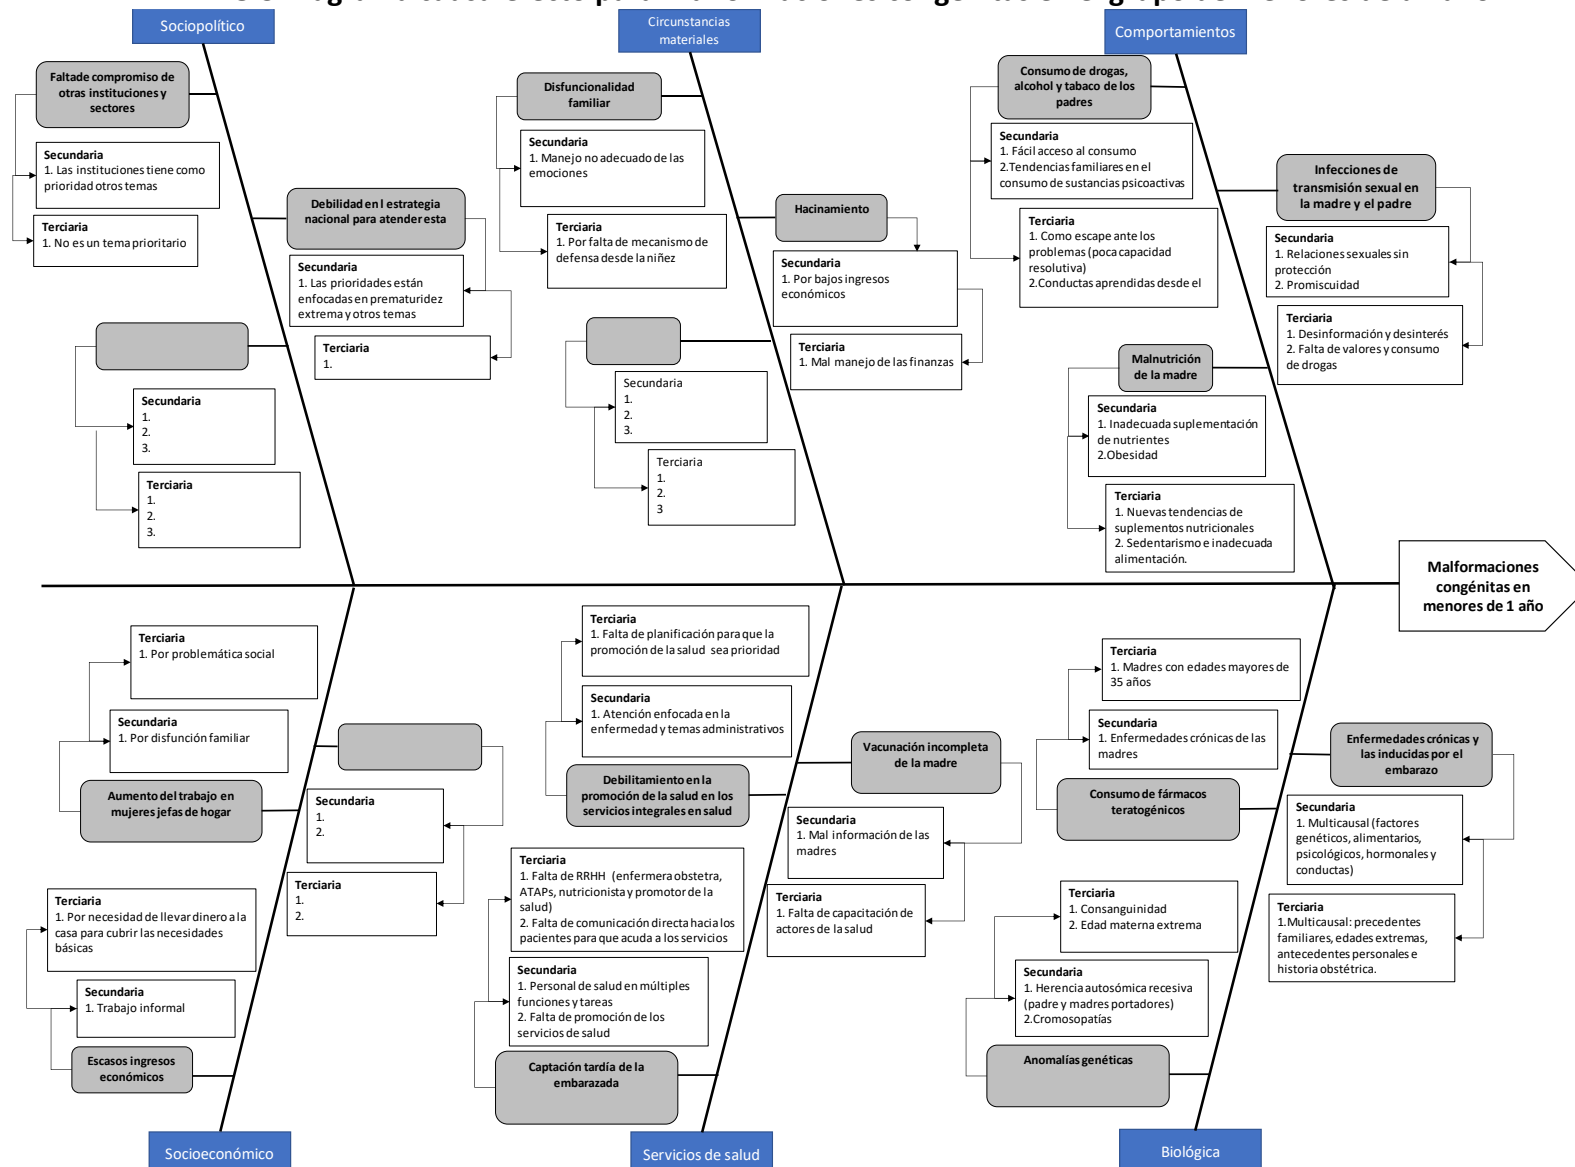 Diagrama causa efecto para malformaciones congénitas en el grupo de menores de un año
Sociopolítico
Circunstancias
materiales
Comportamientos
Faltade compromiso de
otras instituciones y
sectores
Secundaria
1. Las instituciones tiene como
prioridad otros temas
Terciaria
1. No es un tema prioritario
Debilidad en l estrategia
nacional para atender esta
Secundaria
1. Las prioridades están
enfocadas en prematuridez
extrema y otros temas
Terciaria
1.
Secundaria
1.
2.
3.
Terciaria
1.
2.
3.
Disfuncionalidad
familiar
Secundaria
1. Manejo no adecuado de las
emociones
Terciaria
1. Por falta de mecanismo de
defensa desde la niñez
Hacinamiento
Secundaria
1. Por bajos ingresos
económicos
Terciaria
1. Mal manejo de las finanzas
Secundaria
1.
2.
3.
Terciaria
1.
2.
3
Consumo de drogas,
alcohol y tabaco de los
padres
Secundaria
1. Fácil acceso al consumo
2.Tendencias familiares en el
consumo de sustancias psicoactivas
Terciaria
1. Como escape ante los
problemas (poca capacidad
resolutiva)
2.Conductas aprendidas desde el
Infecciones de
transmisión sexual en
la madre y el padre
Secundaria
1. Relaciones sexuales sin
protección
2. Promiscuidad
Terciaria
1. Desinformación y desinterés
2. Falta de valores y consumo
de drogas
Malnutrición
de la madre
Secundaria
1. Inadecuada suplementación
de nutrientes
2.Obesidad
Terciaria
1. Nuevas tendencias de
suplementos nutricionales
2. Sedentarismo e inadecuada
alimentación.
Malformaciones
congénitas en
menores de 1 año
Terciaria
1. Por problemática social
Secundaria
1. Por disfunción familiar
Aumento del trabajo en
mujeres jefas de hogar
Secundaria
1.
2.
Terciaria
1.
2.
Terciaria
1. Por necesidad de llevar dinero a la
casa para cubrir las necesidades
básicas
Secundaria
1. Trabajo informal
Escasos ingresos
económicos
Terciaria
1. Falta de planificación para que la
promoción de la salud sea prioridad
Secundaria
1. Atención enfocada en la
enfermedad y temas administrativos
Debilitamiento en la
promoción de la salud en los
servicios integrales en salud
Vacunación incompleta
de la madre
Secundaria
1. Mal información de las
madres
Terciaria
1. Falta de capacitación de
actores de la salud
Terciaria
1. Falta de RRHH (enfermera obstetra,
ATAPs, nutricionista y promotor de la
salud)
2. Falta de comunicación directa hacia los
pacientes para que acuda a los servicios
Secundaria
1. Personal de salud en múltiples
funciones y tareas
2. Falta de promoción de los
servicios de salud
Captación tardía de la
embarazada
Terciaria
1. Madres con edades mayores de
35 años
Secundaria
1. Enfermedades crónicas de las
madres
Consumo de fármacos
teratogénicos
Enfermedades crónicas y
las inducidas por el
embarazo
Secundaria
1. Multicausal (factores
genéticos, alimentarios,
psicológicos, hormonales y
conductas)
Terciaria
1.Multicausal: precedentes
familiares, edades extremas,
antecedentes personales e
historia obstétrica.
Terciaria
1. Consanguinidad
2. Edad materna extrema
Secundaria
1. Herencia autosómica recesiva
(padre y madres portadores)
2.Cromosopatías
Anomalías genéticas
Socioeconómico
Servicios de salud
Biológica